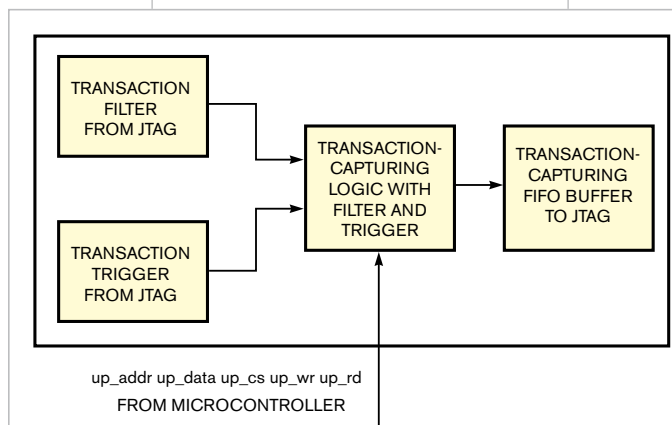 TRANSACTION
FILTER
FROM JTAG
TRANSACTION
TRIGGER
FROM JTAG
TRANSACTION-
CAPTURING
LOGIC WITH
FILTER AND
TRIGGER
TRANSACTION-
CAPTURING
FIFO BUFFER
TO JTAG
up_addr up_data up_cs up_wr up_rd
FROM MICROCONTROLLER